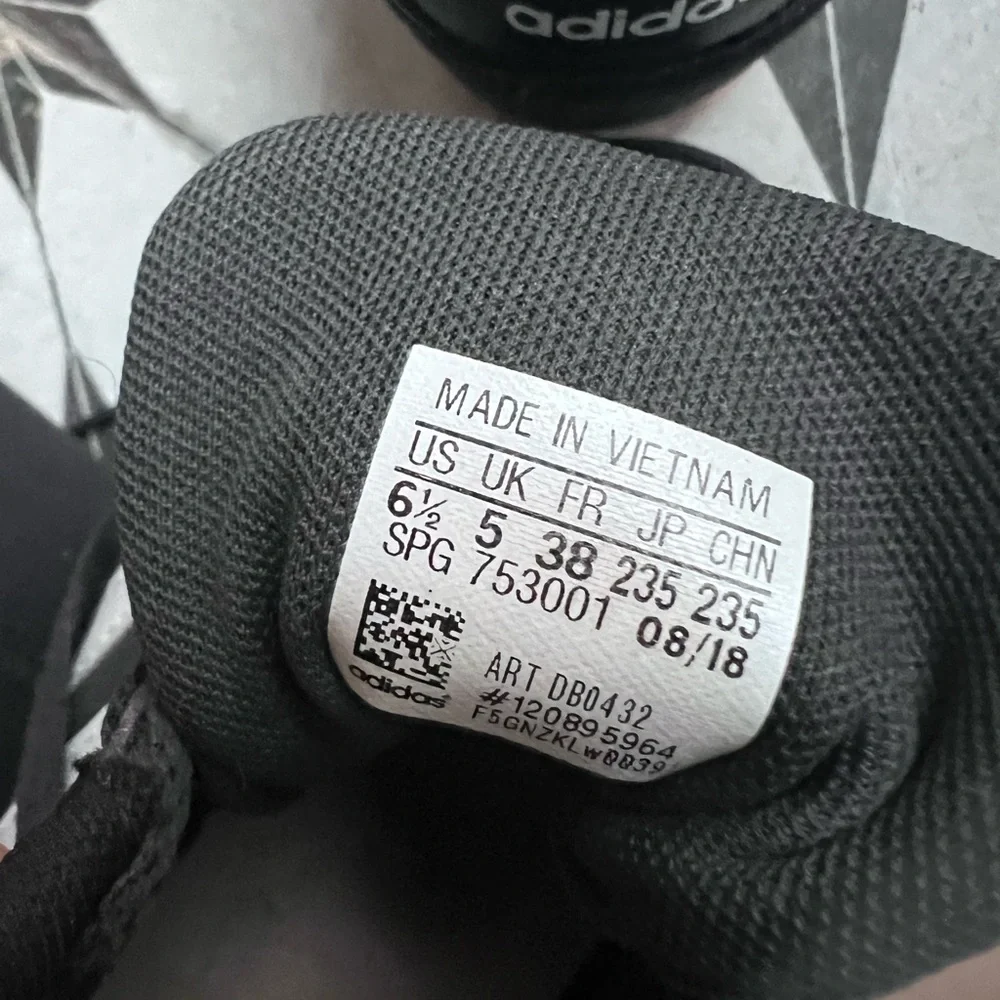 adidas
MADE IN VIETNAM
US UK FR JP CHN
6½ 5 38 235 235
SPG 753001 08/18
ART DB0432
#120895964
F5GNZKLW0039
adidas